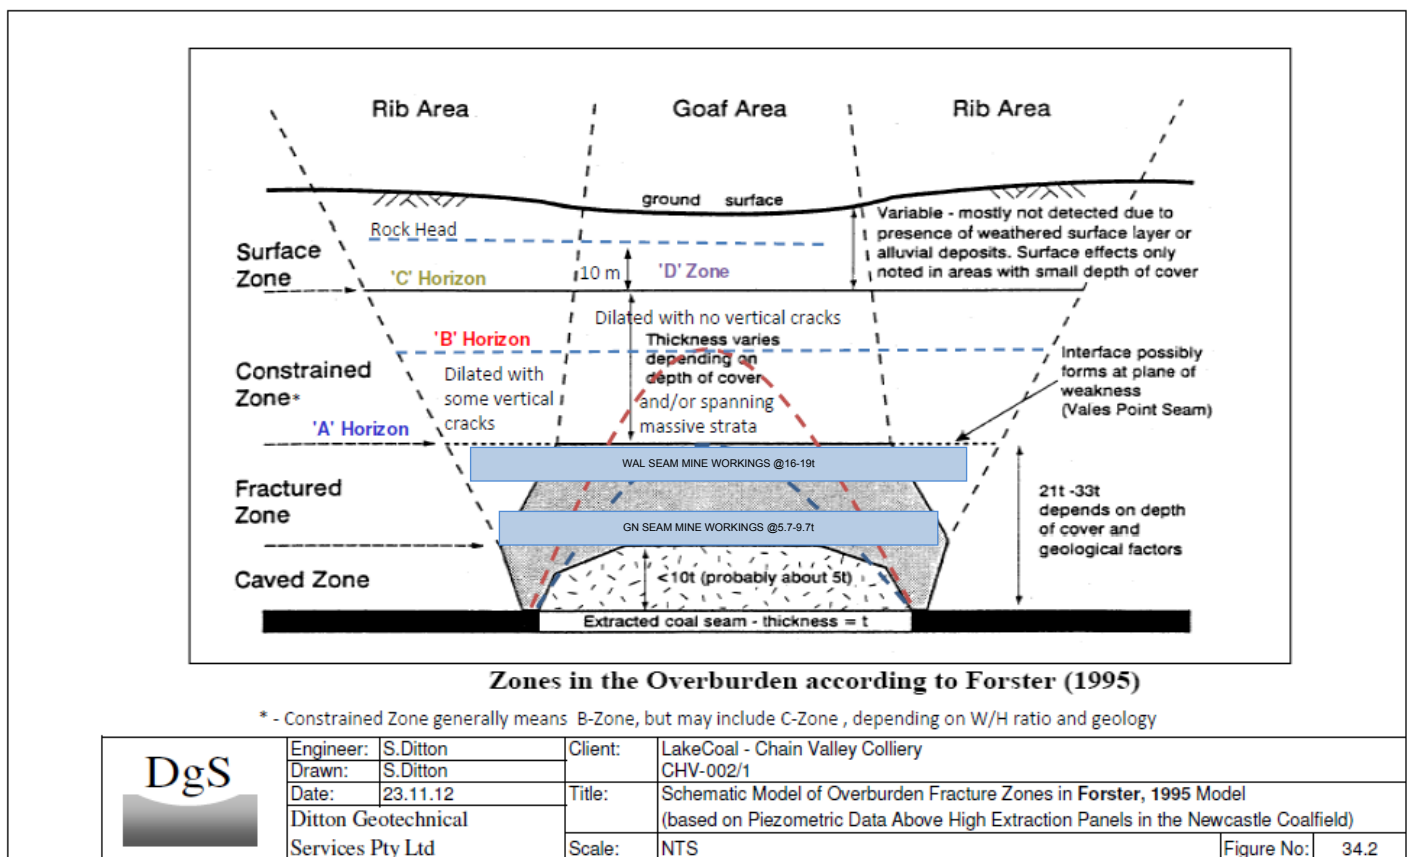 Rib Area
Goaf Area
Rib Area
ground surface
Variable - mostly not detected due to
presence of weathered surface layer or
alluvial deposits. Surface effects only
noted in areas with small depth of cover
Rock Head
Surface
Zone
'C' Horizon
10 m
'D' Zone
Dilated with no vertical cracks
'B' Horizon
Thickness varies
depending on
depth of cover
and/or spanning
massive strata
Interface possibly
forms at plane of
weakness
(Vales Point Seam)
Constrained
Zone*
Dilated with
some vertical
cracks
'A' Horizon
WAL SEAM MINE WORKINGS @16-19t
Fractured
Zone
21t -33t
depends on depth
of cover and
geological factors
GN SEAM MINE WORKINGS @5.7-9.7t
Caved Zone
<10t (probably about 5t)
Extracted coal seam - thickness = t
Zones in the Overburden according to Forster (1995)
* - Constrained Zone generally means B-Zone, but may include C-Zone , depending on W/H ratio and geology
DgS
Engineer: S.Ditton
Drawn: S.Ditton
Date: 23.11.12
Ditton Geotechnical
Services Pty Ltd
Client: LakeCoal - Chain Valley Colliery
CHV-002/1
Title: Schematic Model of Overburden Fracture Zones in Forster, 1995 Model
(based on Piezometric Data Above High Extraction Panels in the Newcastle Coalfield)
Scale: NTS
Figure No: 34.2